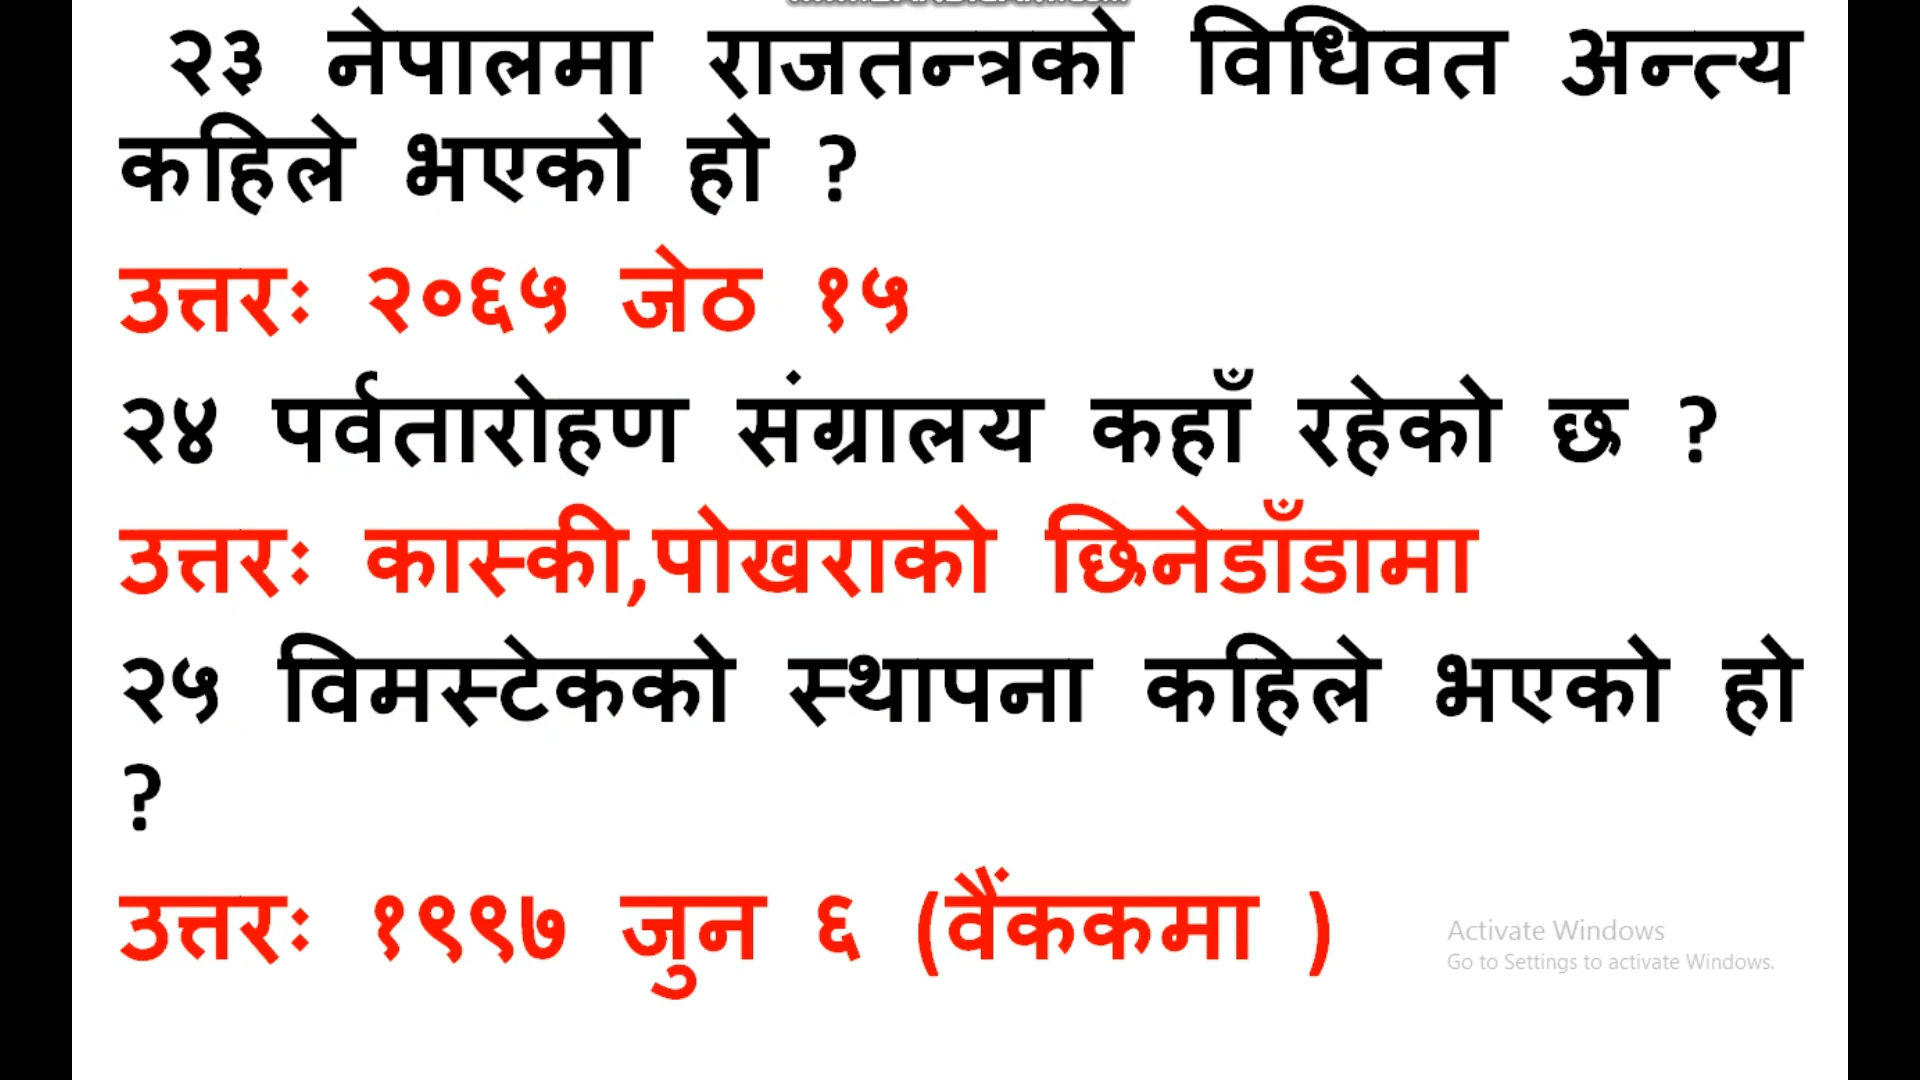 २३ नेपालमा राजतन्त्रको विधिवत अन्त्य
कहिले भएको हो ?
उत्तरः २०६५ जेठ १५
२४ पर्वतारोहण संग्रालय कहाँ रहेको छ ?
उत्तरः कास्की,पोखराको छिनेडाँडामा
२५ विमस्टेकको स्थापना कहिले भएको हो
?
उत्तरः १९९७ जुन ६ (वैंककमा )
Activate Windows
Go to Settings to activate Windows.